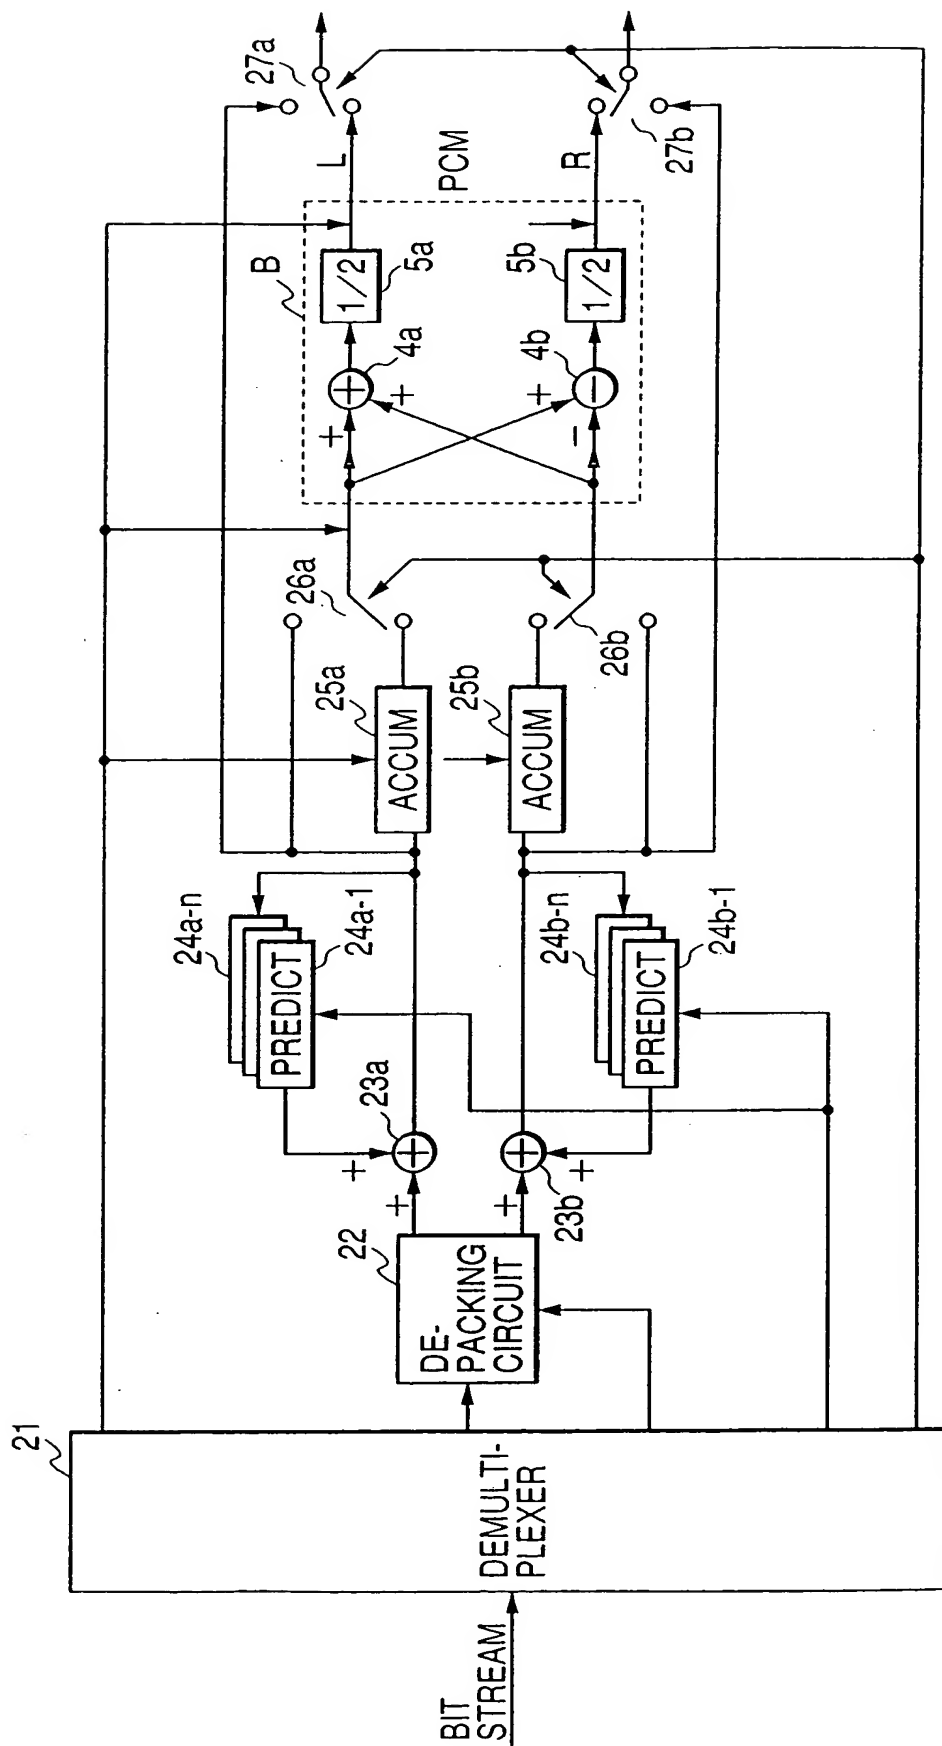 BIT
STREAM
21
DEMULTI-
PLEXER
22
DE-
PACKING
CIRCUIT
+
+
23a
+
+
23b
+
+
24a-n
PREDICT
24a-1
24b-n
PREDICT
24b-1
25a
ACCUM
25b
ACCUM
26a
26b
B
+
+
4a
+
1/2
5a
+
-
4b
-
1/2
5b
L
PCM
R
27a
27b